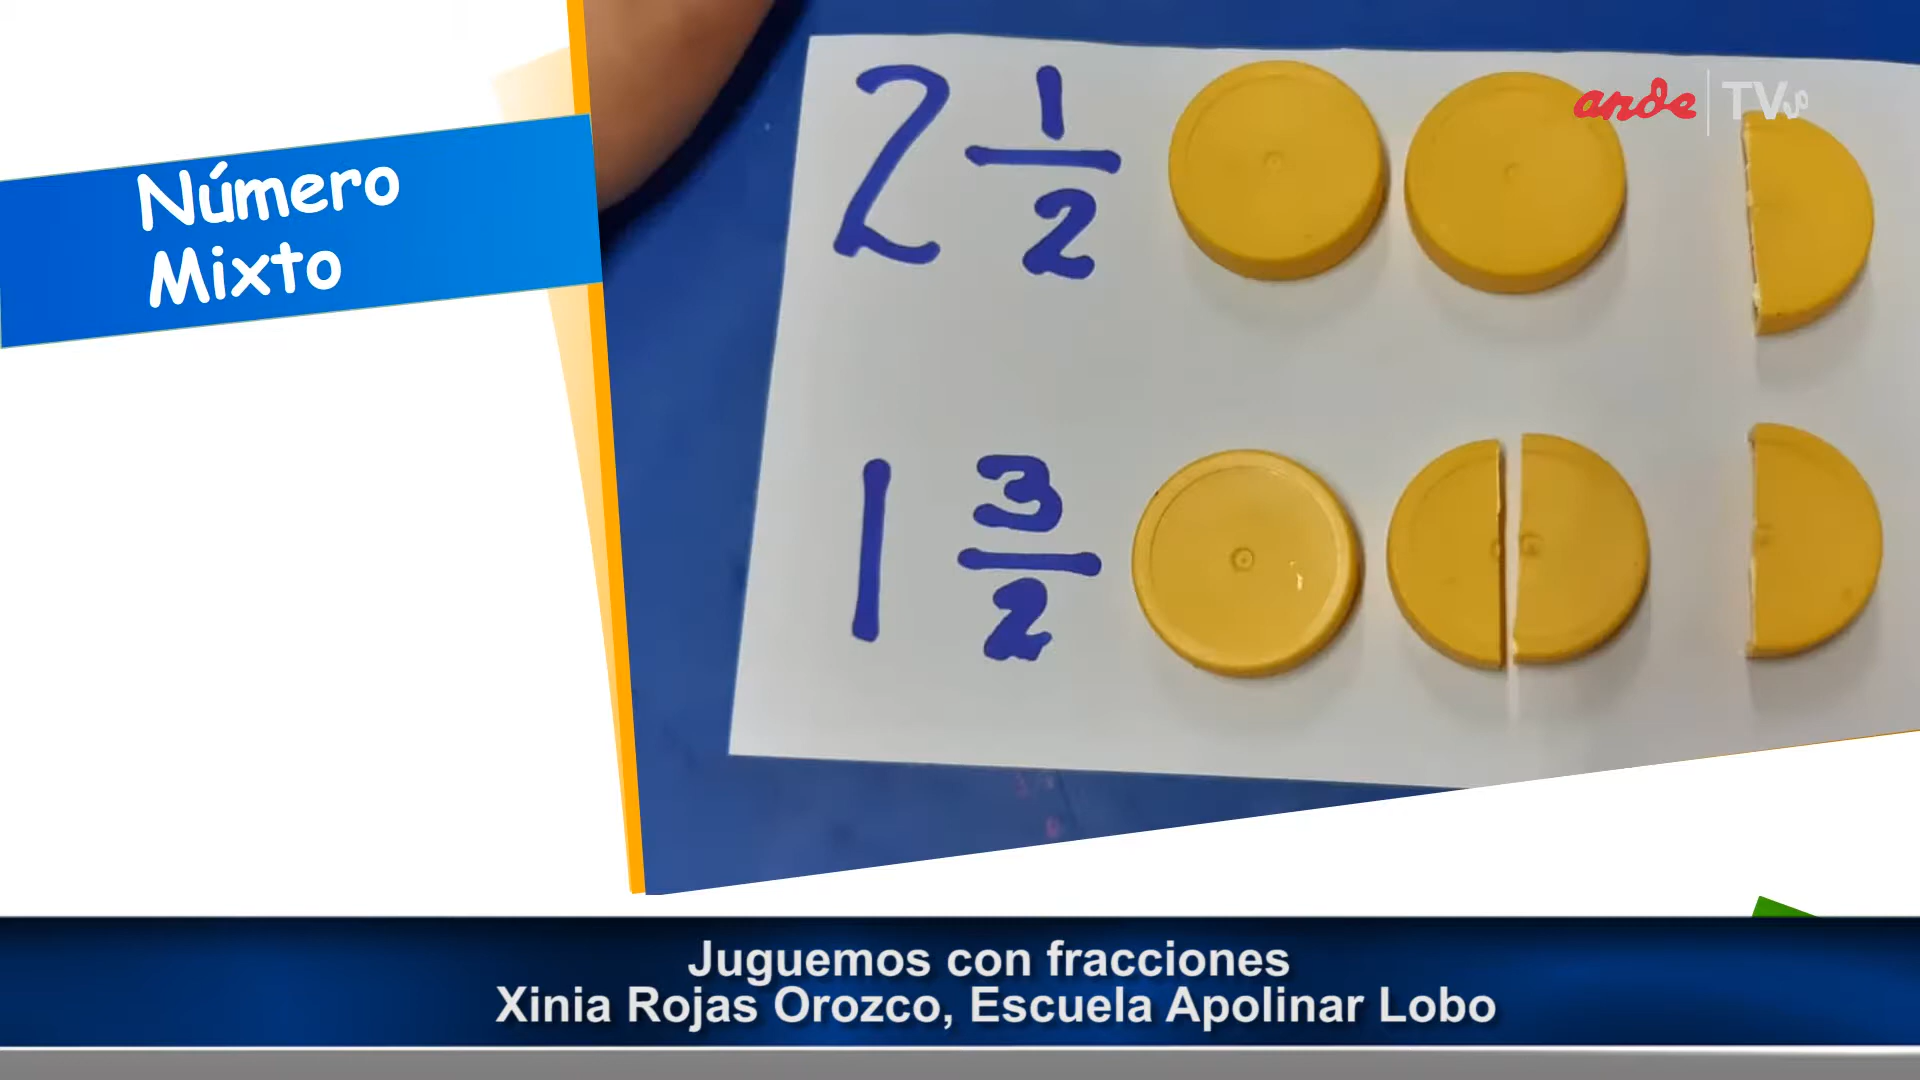 Número
Mixto
2 1/2
1 3/2
ande TV
Juguemos con fracciones
Xinia Rojas Orozco, Escuela Apolinar Lobo